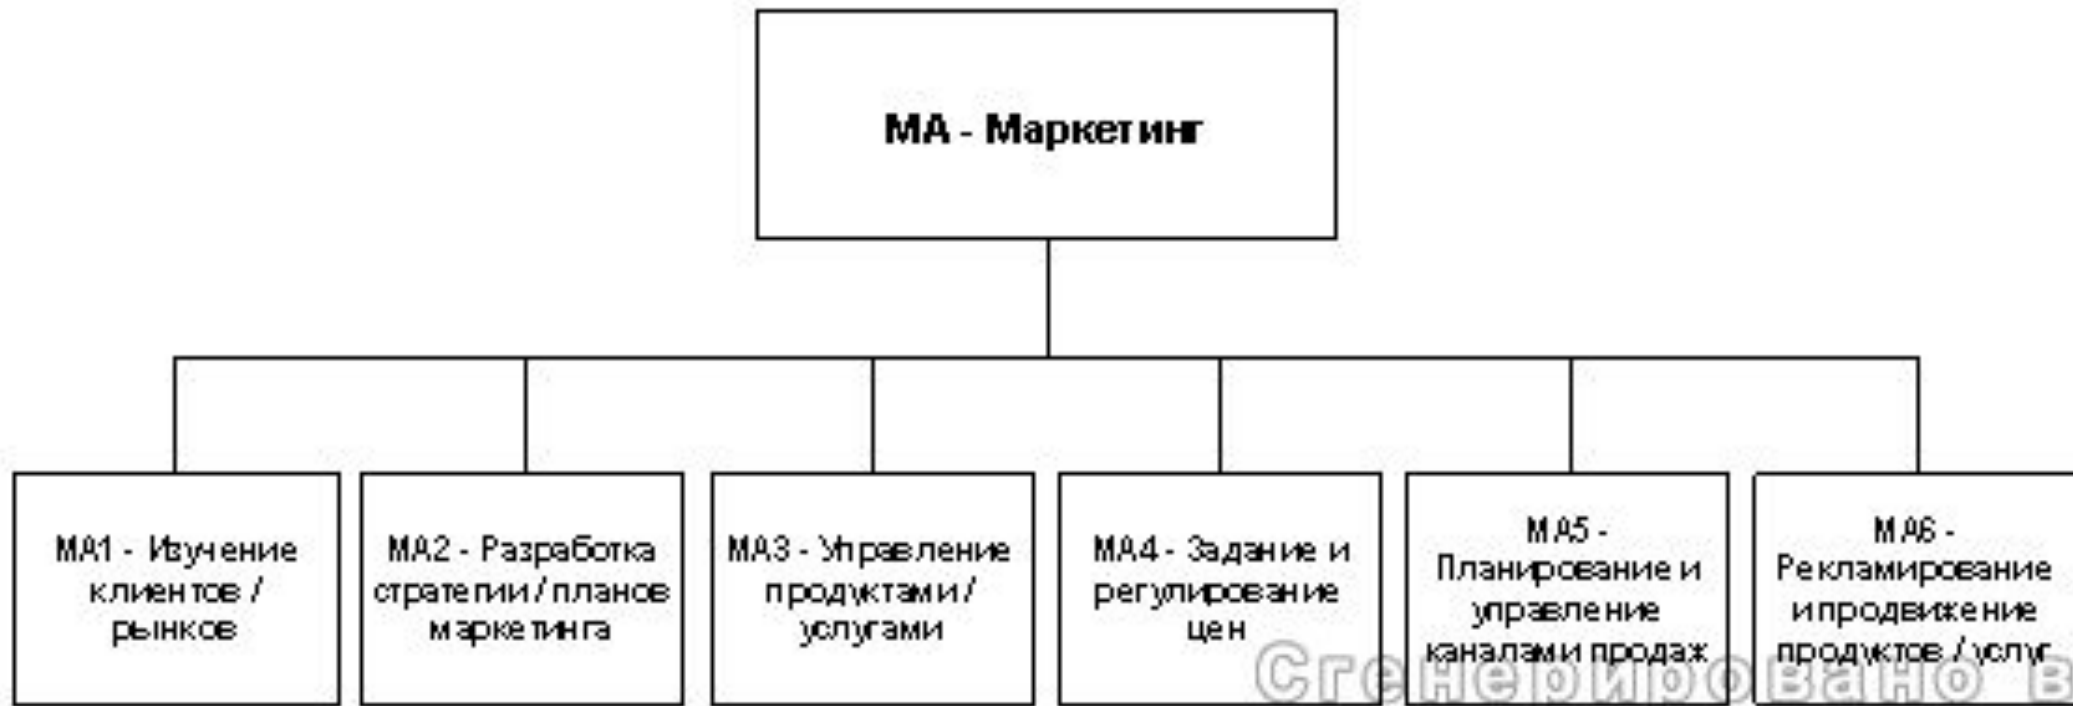 МА - Маркетинг
МА1 - Изучение
клиентов /
рынков
МА2 - Разработка
стратегии / планов
маркетинга
МА3 - Управление
продуктами /
услугами
МА4 - Задание и
регулирование
цен
МА5 -
Планирование и
управление
каналами продаж
МА6 -
Рекламирование
и продвижение
продуктов / услуг
Сгенерировано в